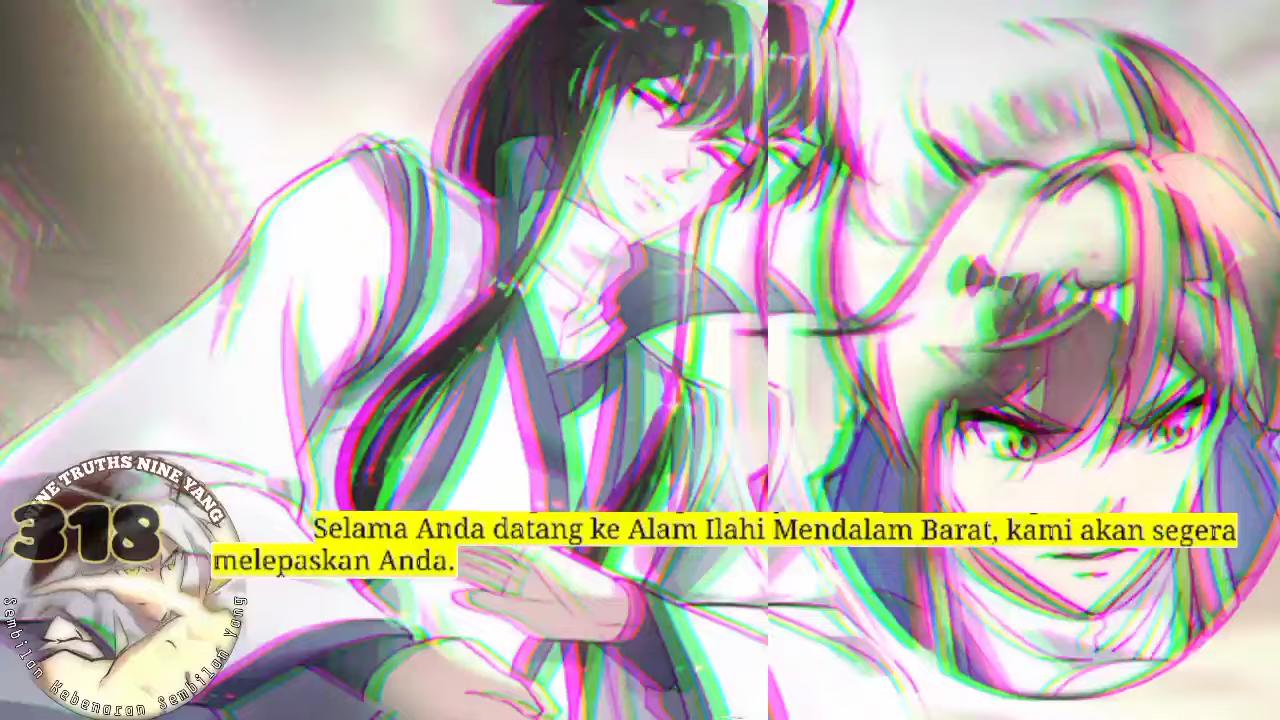 NINE TRUTHS NINE YANG
318
Selama Anda datang ke Alam Ilahi Mendalam Barat, kami akan segera
melepaskan Anda.
Sembilan Kebenaran Sembilan Yang